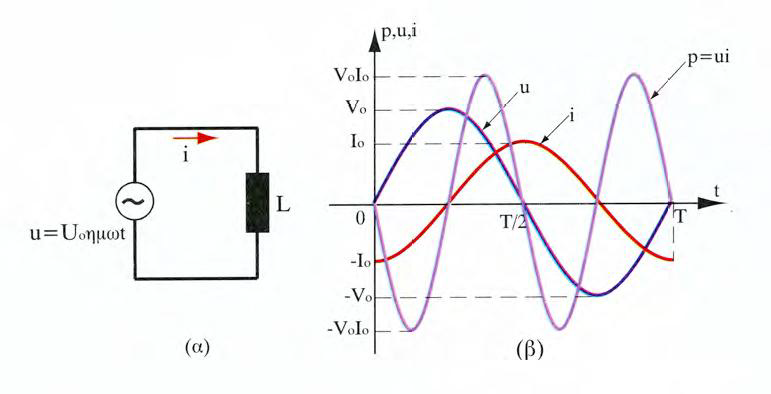 p,u,i
VₒIₒ
p=ui
Vₒ
u
Iₒ
i
i
L
t
0
T/2
T
u=Uₒημωt
-Iₒ
-Vₒ
-VₒIₒ
(α)
(β)